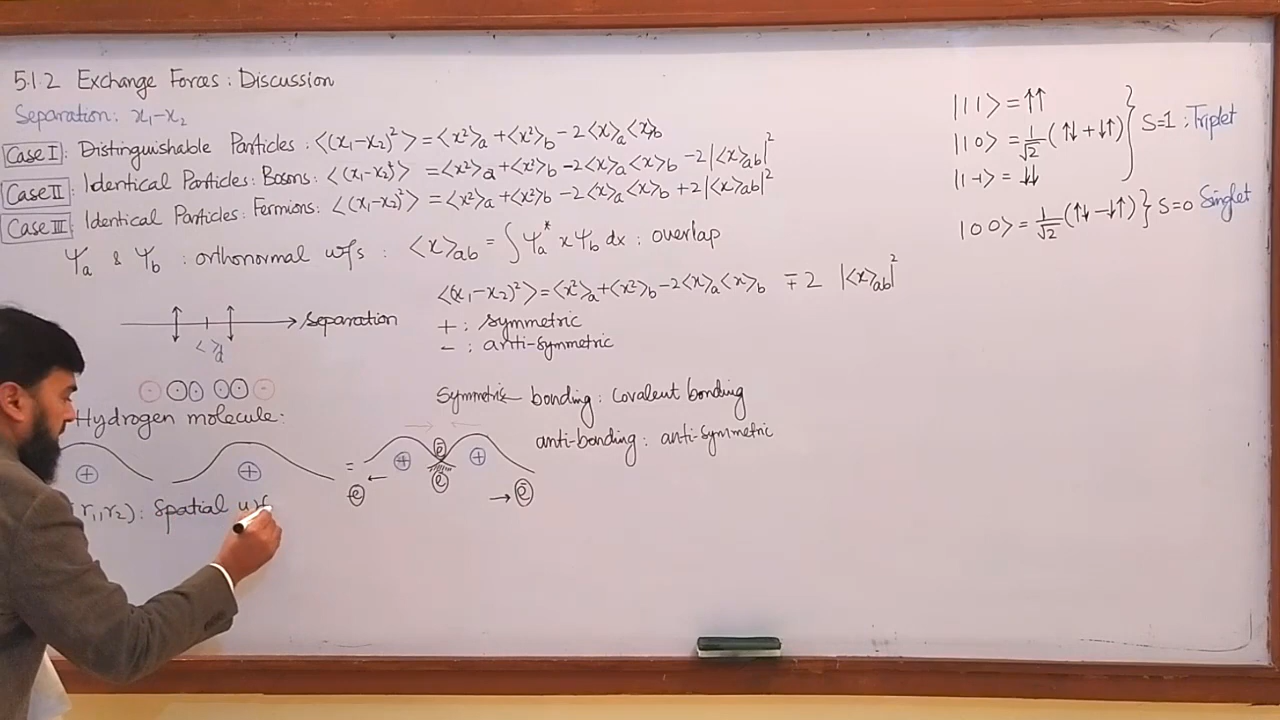 5.1.2 Exchange Forces: Discussion
Separation: x₁-x₂
Case I: Distinguishable Particles: ⟨(x₁-x₂)²⟩ = ⟨x²⟩a + ⟨x²⟩b - 2⟨x⟩a⟨x⟩b
Case II: Identical Particles: Bosons: ⟨(x₁-x₂)²⟩ = ⟨x²⟩a + ⟨x²⟩b - 2⟨x⟩a⟨x⟩b - 2|⟨x⟩ab|²
Case III: Identical Particles: Fermions: ⟨(x₁-x₂)²⟩ = ⟨x²⟩a + ⟨x²⟩b - 2⟨x⟩a⟨x⟩b + 2|⟨x⟩ab|²
ψa & ψb : orthonormal w/fs : ⟨x⟩ab = ∫ψa* x ψb dx : overlap
⟨(x₁-x₂)²⟩ = ⟨x²⟩a + ⟨x²⟩b - 2⟨x⟩a⟨x⟩b ∓ 2 |⟨x⟩ab|²
+ : symmetric
- : anti-symmetric
Separation
⟨ ⟩d
Hydrogen molecule:
Symmetric bonding: Covalent bonding
anti-bonding: anti-symmetric
+ + = + +
ē ē ē ē
r₁,r₂): Spatial w/f
|1 1⟩ = ↑↑
|1 0⟩ = 1/√2 (↑↓ + ↓↑) } S=1 : Triplet
|1 -1⟩ = ↓↓
|0 0⟩ = 1/√2 (↑↓ - ↓↑) } S=0 Singlet